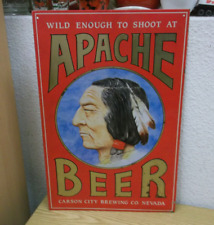 WILD ENOUGH TO SHOOT AT
APACHE
BEER
CARSON CITY BREWING CO. NEVADA